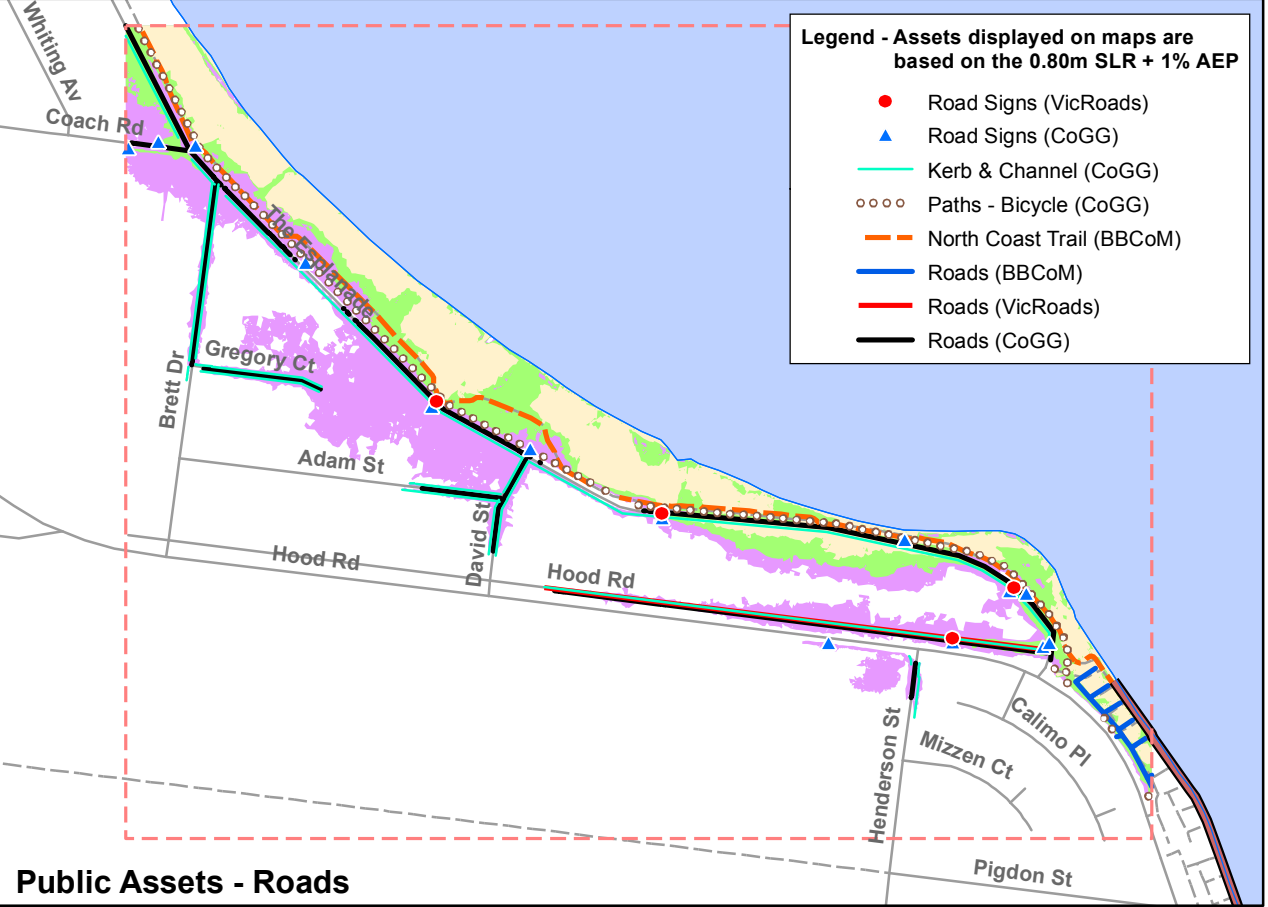 Legend - Assets displayed on maps are
based on the 0.80m SLR + 1% AEP
Road Signs (VicRoads)
Road Signs (CoGG)
Kerb & Channel (CoGG)
Paths - Bicycle (CoGG)
North Coast Trail (BBCoM)
Roads (BBCoM)
Roads (VicRoads)
Roads (CoGG)
Whiting Av
Coach Rd
The Esplanade
Brett Dr
Gregory Ct
Adam St
David St
Hood Rd
Hood Rd
Henderson St
Calimo Pl
Mizzen Ct
Pigdon St
Public Assets - Roads